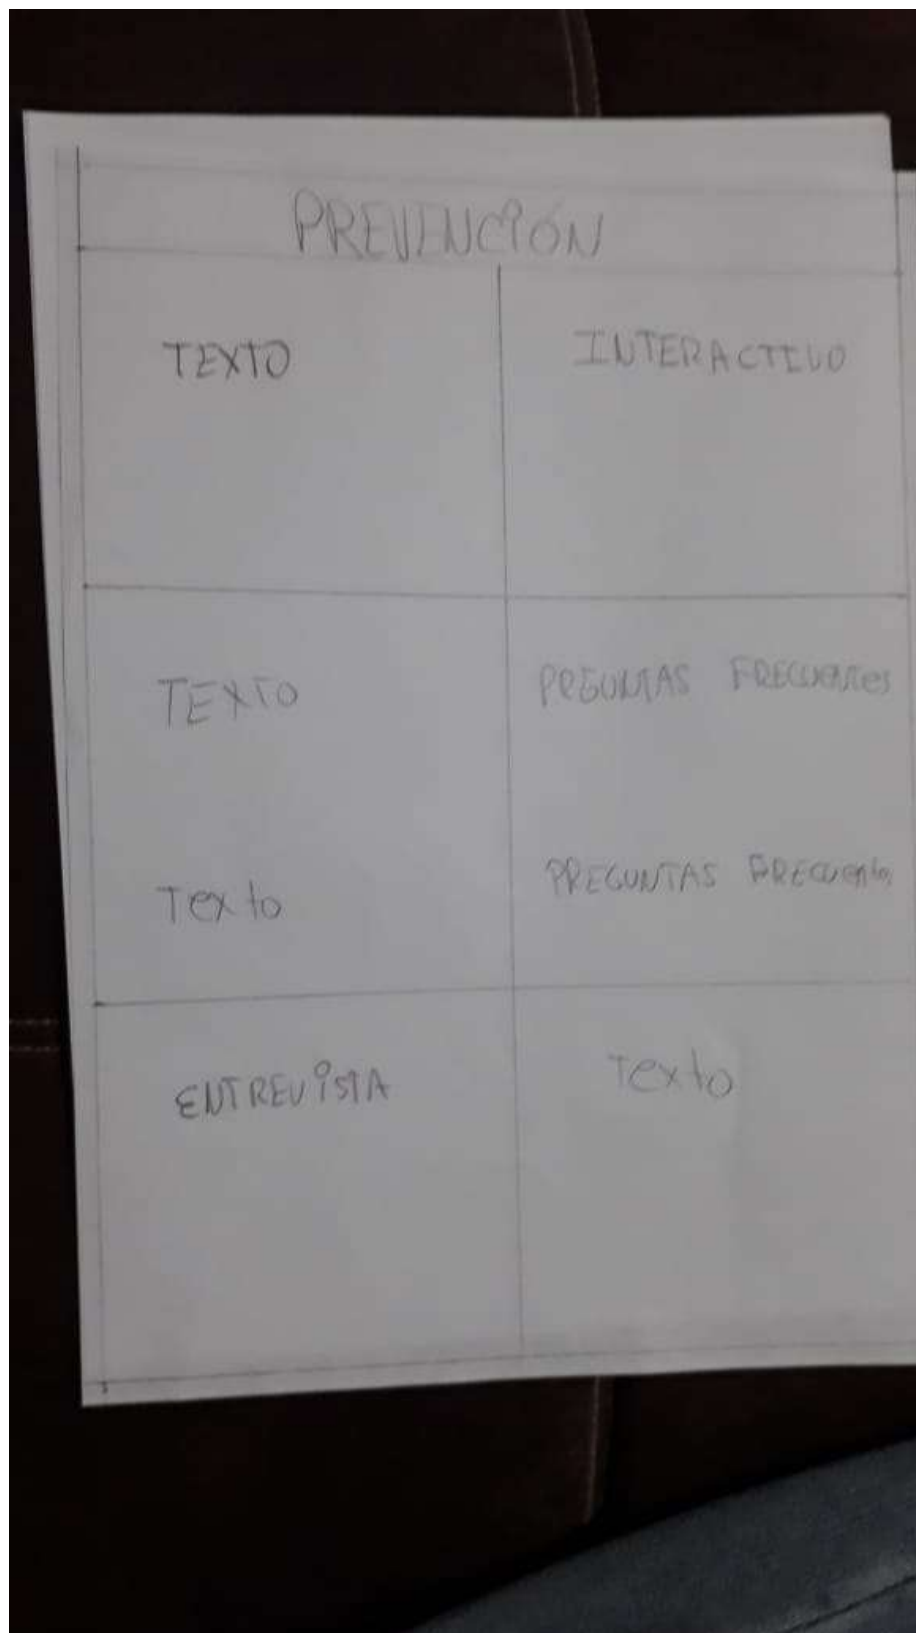 PREVENCIÓN
TEXTO
INTERACTIVO
TEXTO
PREGUNTAS FRECUENTES
Texto
PREGUNTAS FRECUENTES
ENTREVISTA
Texto